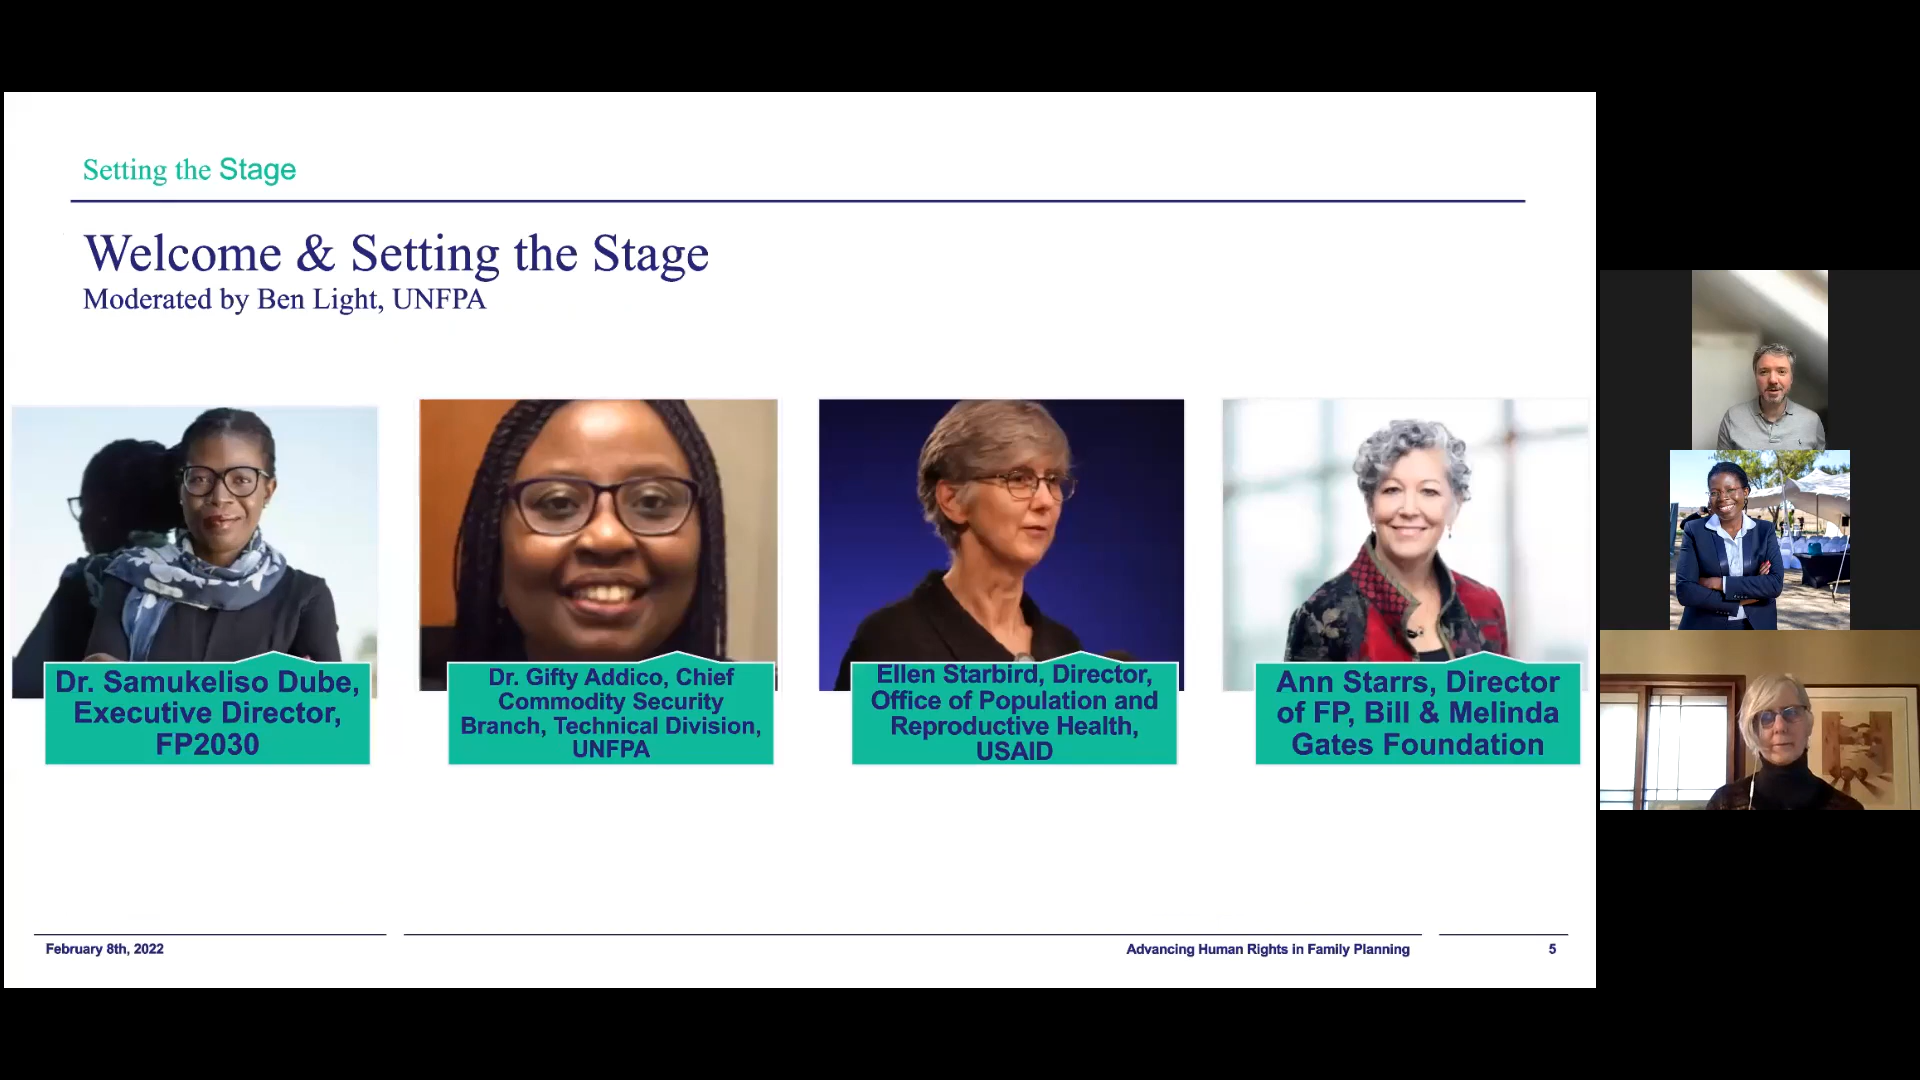 Setting the Stage
Welcome & Setting the Stage
Moderated by Ben Light, UNFPA
Dr. Samukeliso Dube,
Executive Director,
FP2030
Dr. Gifty Addico, Chief
Commodity Security
Branch, Technical Division,
UNFPA
Ellen Starbird, Director,
Office of Population and
Reproductive Health,
USAID
Ann Starrs, Director
of FP, Bill & Melinda
Gates Foundation
February 8th, 2022
Advancing Human Rights in Family Planning
5